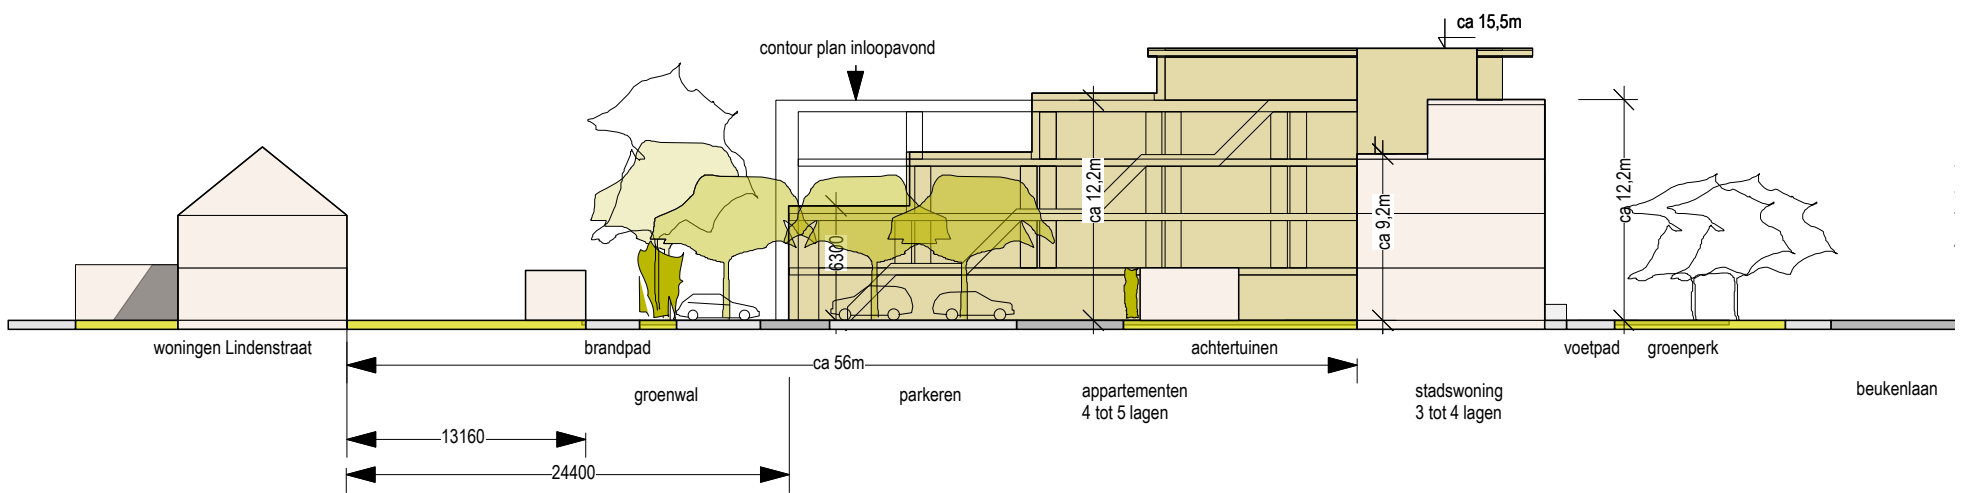 ca 15,5m
contour plan inloopavond
ca 12,2m
ca 9,2m
ca 12,2m
6300
woningen Lindenstraat
brandpad
achtertuinen
voetpad
groenperk
ca 56m
groenwal
parkeren
appartementen
4 tot 5 lagen
stadswoning
3 tot 4 lagen
beukenlaan
13160
24400